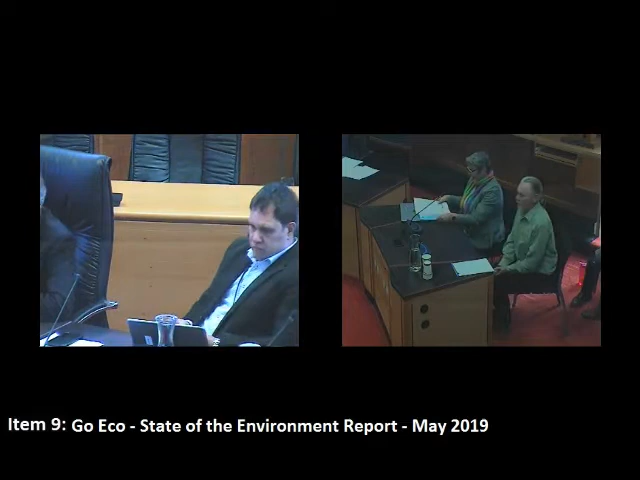 Item 9: Go Eco - State of the Environment Report - May 2019